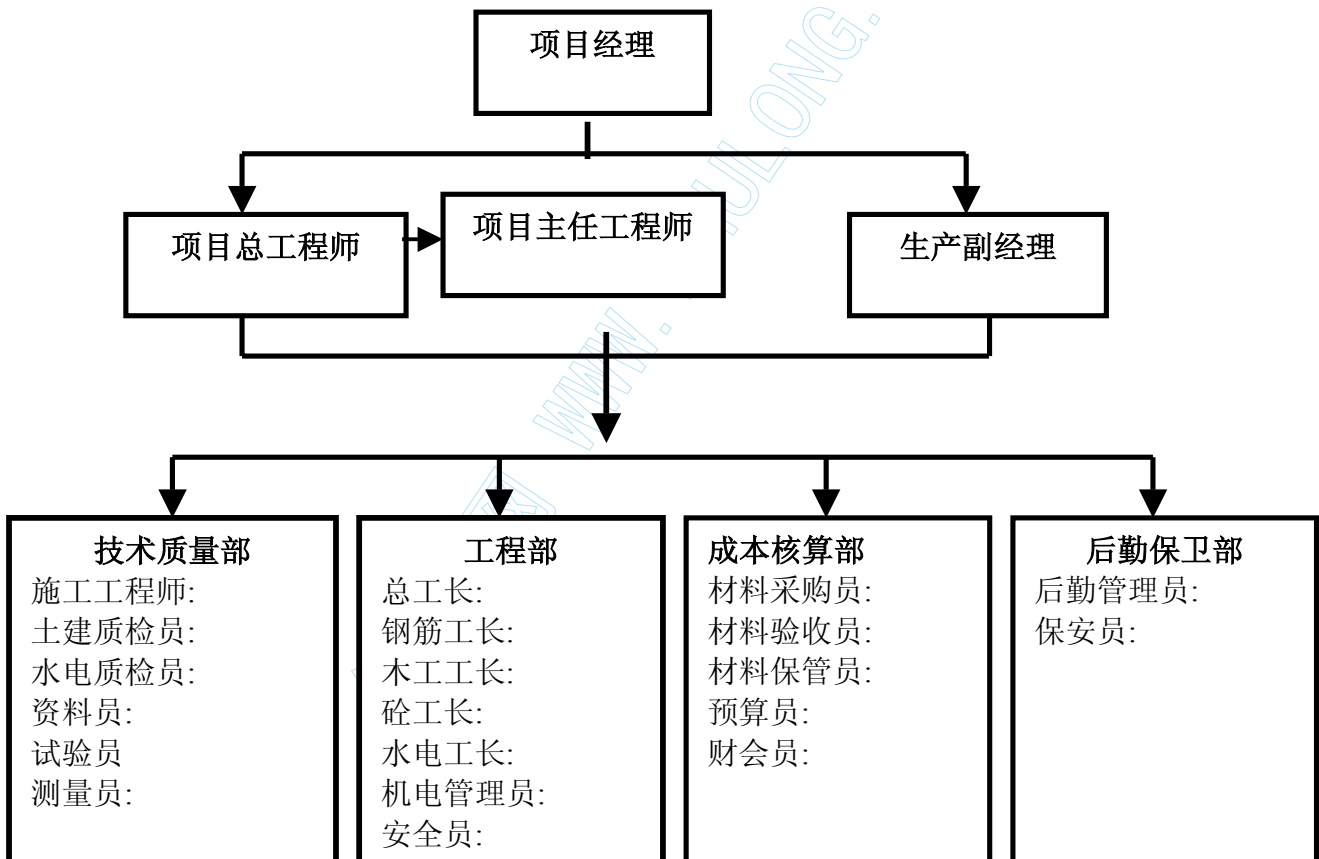 项目经理
项目总工程师
项目主任工程师
生产副经理
技术质量部
施工工程师:
土建质检员:
水电质检员:
资料员:
试验员
测量员:
工程部
总工长:
钢筋工长:
木工工长:
砼工长:
水电工长:
机电管理员:
安全员:
成本核算部
材料采购员:
材料验收员:
材料保管员:
预算员:
财会员:
后勤保卫部
后勤管理员:
保安员: